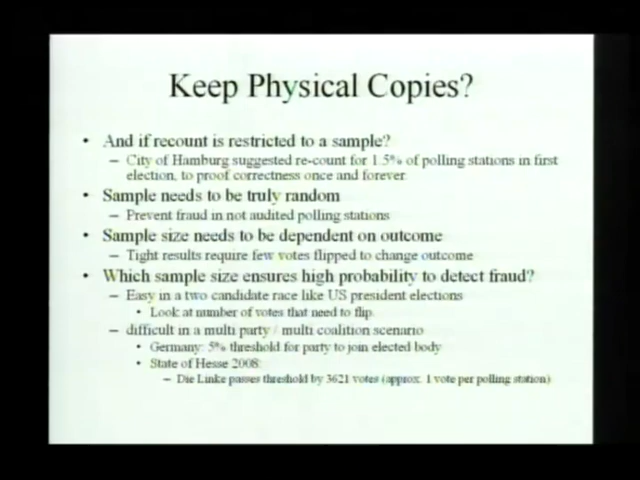 Keep Physical Copies?
• And if recount is restricted to a sample?
– City of Hamburg suggested re-count for 1.5% of polling stations in first
election, to proof correctness once and forever
• Sample needs to be truly random
– Prevent fraud in not audited polling stations
• Sample size needs to be dependent on outcome
– Tight results require few votes flipped to change outcome
• Which sample size ensures high probability to detect fraud?
– Easy in a two candidate race like US president elections
• Look at number of votes that need to flip
– difficult in a multi party / multi coalition scenario
• Germany: 5% threshold for party to join elected body
• State of Hesse 2008:
– Die Linke passes threshold by 3621 votes (approx. 1 vote per polling station)